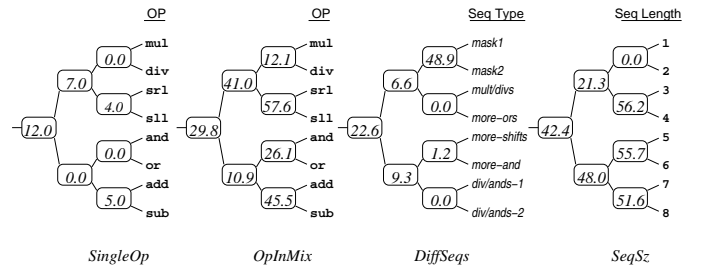 OP OP Seq Type Seq Length
mul mul mask1 1
0.0 12.1 48.9 0.0
div div mask2 2
7.0 41.0 6.6 21.3
srl srl mult/divs 3
4.0 57.6 0.0 56.2
sll sll more-ors 4
12.0 29.8 22.6 42.4
and and more-shifts 5
0.0 26.1 1.2 55.7
or or more-and 6
0.0 10.9 9.3 48.0
add add div/ands-1 7
5.0 45.5 0.0 51.6
sub sub div/ands-2 8
SingleOp OpInMix DiffSeqs SeqSz